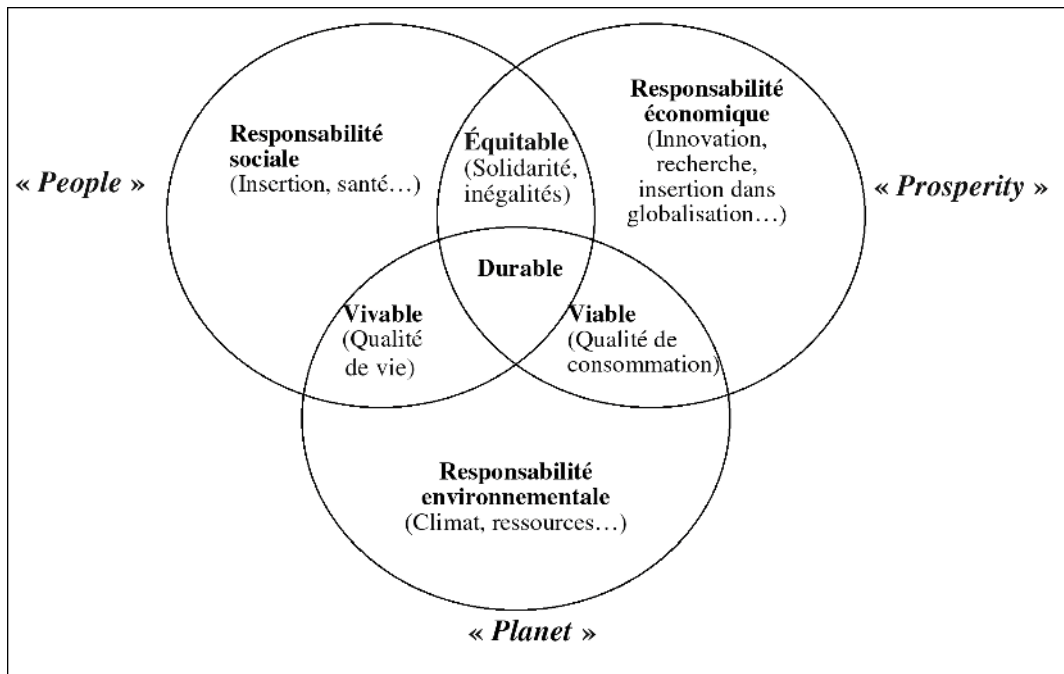 « People »
Responsabilité
sociale
(Insertion, santé…)
Équitable
(Solidarité,
inégalités)
Responsabilité
économique
(Innovation,
recherche,
insertion dans
globalisation…)
« Prosperity »
Durable
Vivable
(Qualité
de vie)
Viable
(Qualité de
consommation)
Responsabilité
environnementale
(Climat, ressources…)
« Planet »